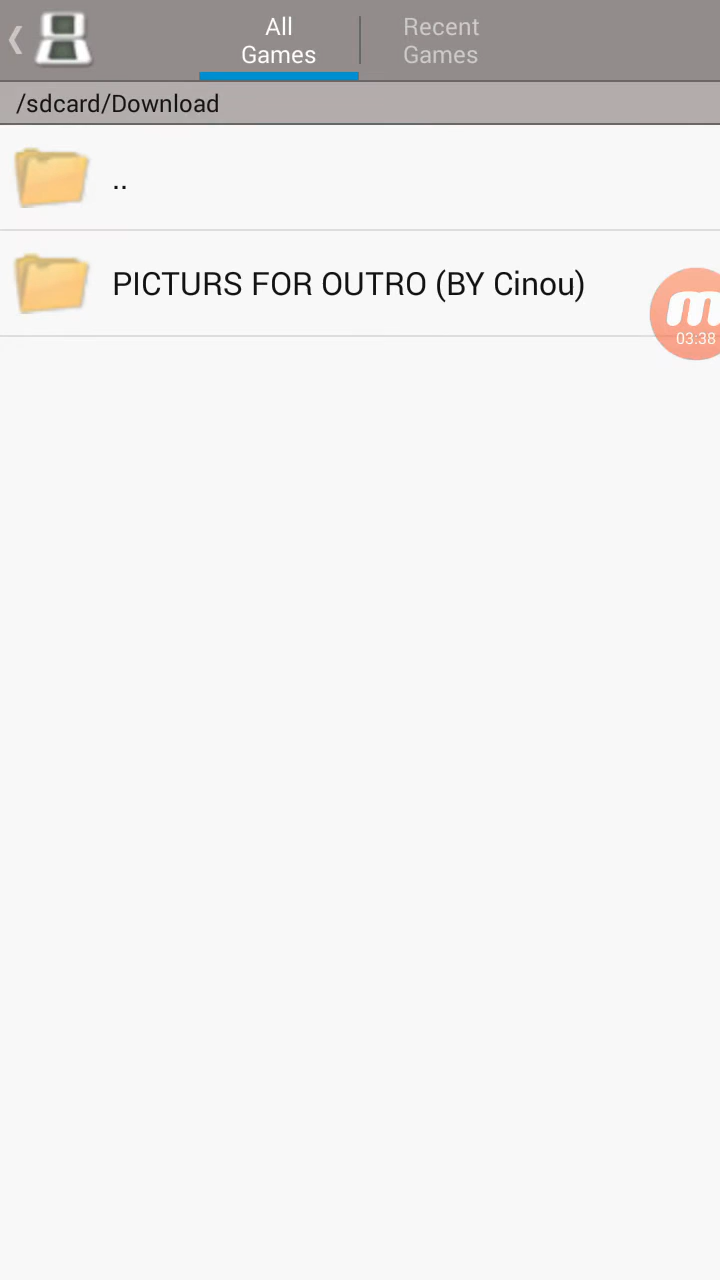 All
Games
Recent
Games
/sdcard/Download
..
PICTURS FOR OUTRO (BY Cinou)
m
03:38